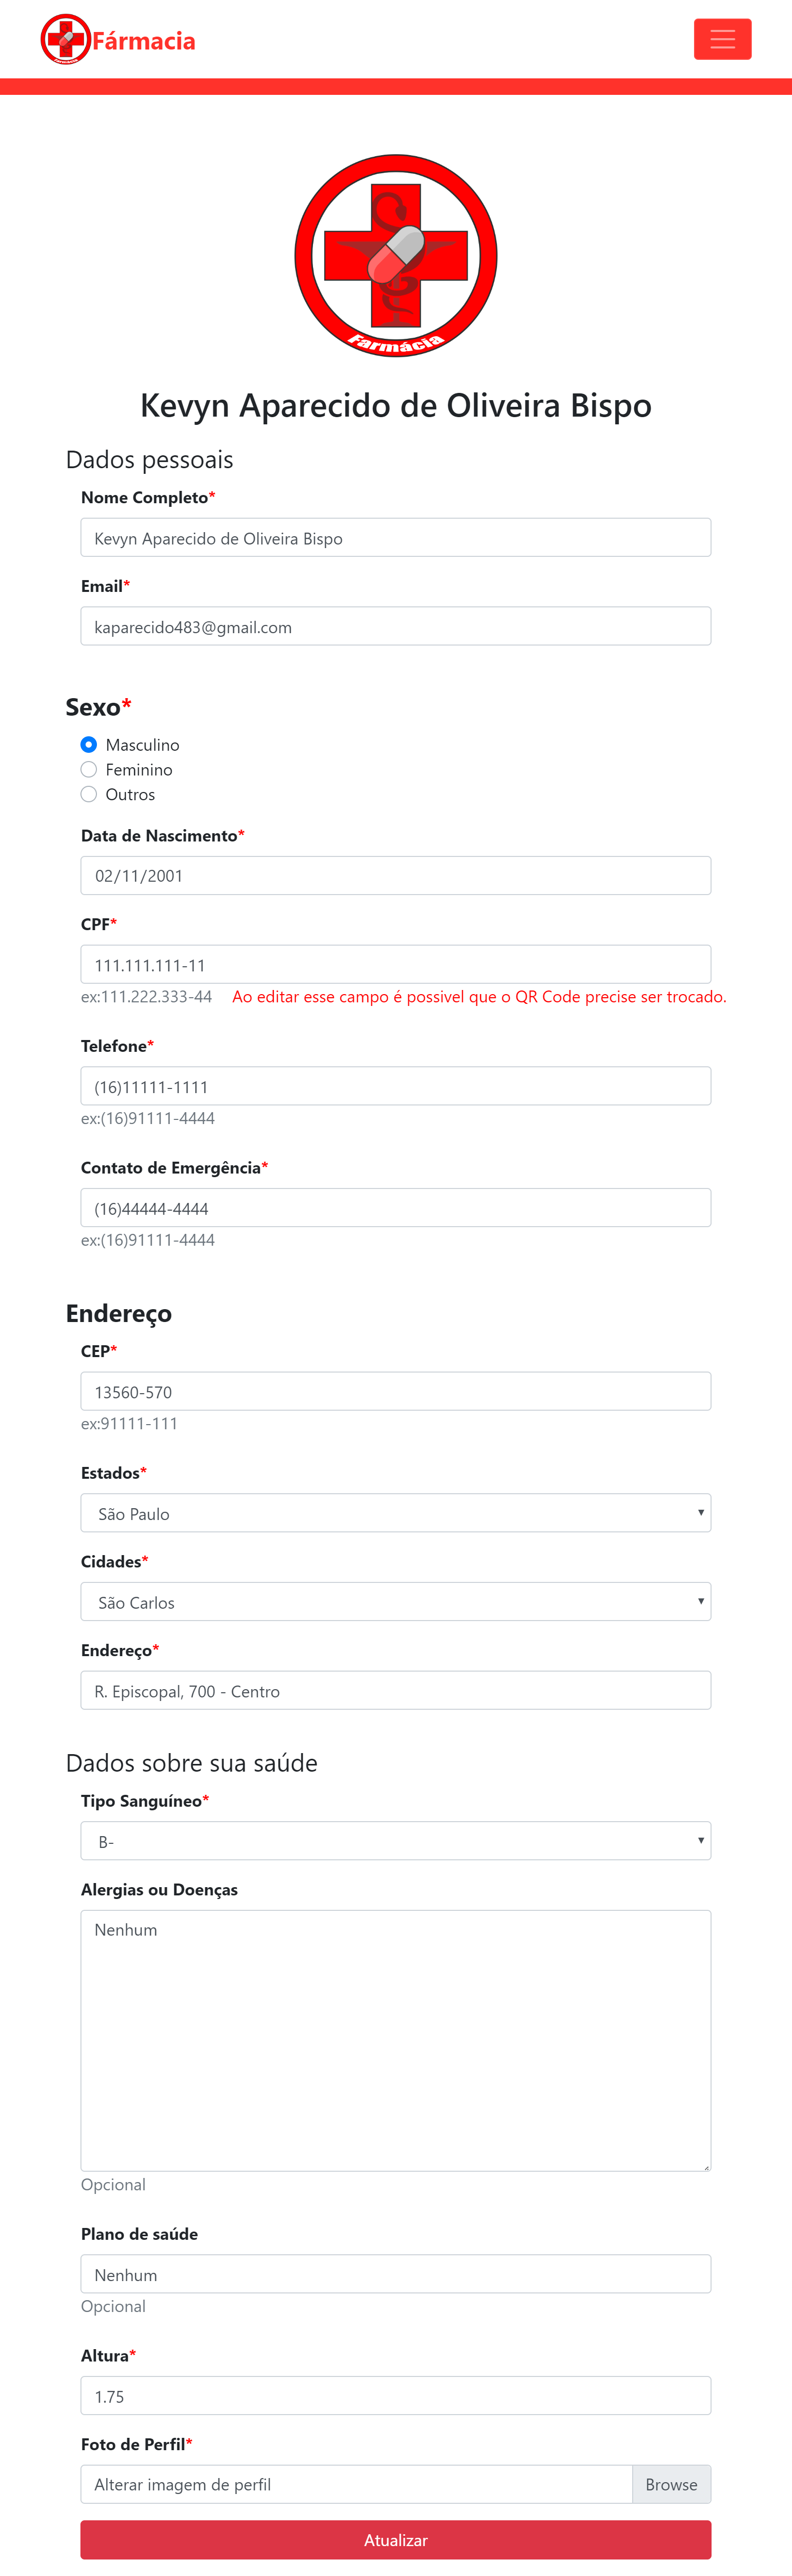 Fármacia
Farmácia
Kevyn Aparecido de Oliveira Bispo
Dados pessoais
Nome Completo*
Kevyn Aparecido de Oliveira Bispo
Email*
kaparecido483@gmail.com
Sexo*
Masculino
Feminino
Outros
Data de Nascimento*
02/11/2001
CPF*
111.111.111-11
ex:111.222.333-44 Ao editar esse campo é possivel que o QR Code precise ser trocado.
Telefone*
(16)11111-1111
ex:(16)91111-4444
Contato de Emergência*
(16)44444-4444
ex:(16)91111-4444
Endereço
CEP*
13560-570
ex:91111-111
Estados*
São Paulo
Cidades*
São Carlos
Endereço*
R. Episcopal, 700 - Centro
Dados sobre sua saúde
Tipo Sanguíneo*
B-
Alergias ou Doenças
Nenhum
Opcional
Plano de saúde
Nenhum
Opcional
Altura*
1.75
Foto de Perfil*
Alterar imagem de perfil Browse
Atualizar